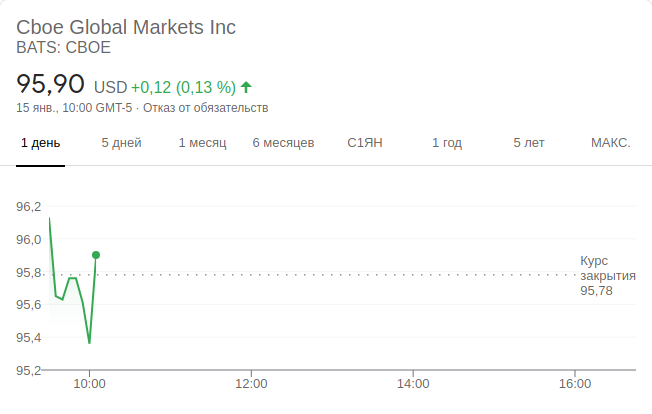 Cboe Global Markets Inc
BATS: CBOE
95,90 USD +0,12 (0,13 %)
15 янв., 10:00 GMT-5 · Отказ от обязательств
1 день 5 дней 1 месяц 6 месяцев С1ЯН 1 год 5 лет МАКС.
96,2
96,0
95,8
95,6
95,4
95,2
Курс
закрытия
95,78
10:00 12:00 14:00 16:00